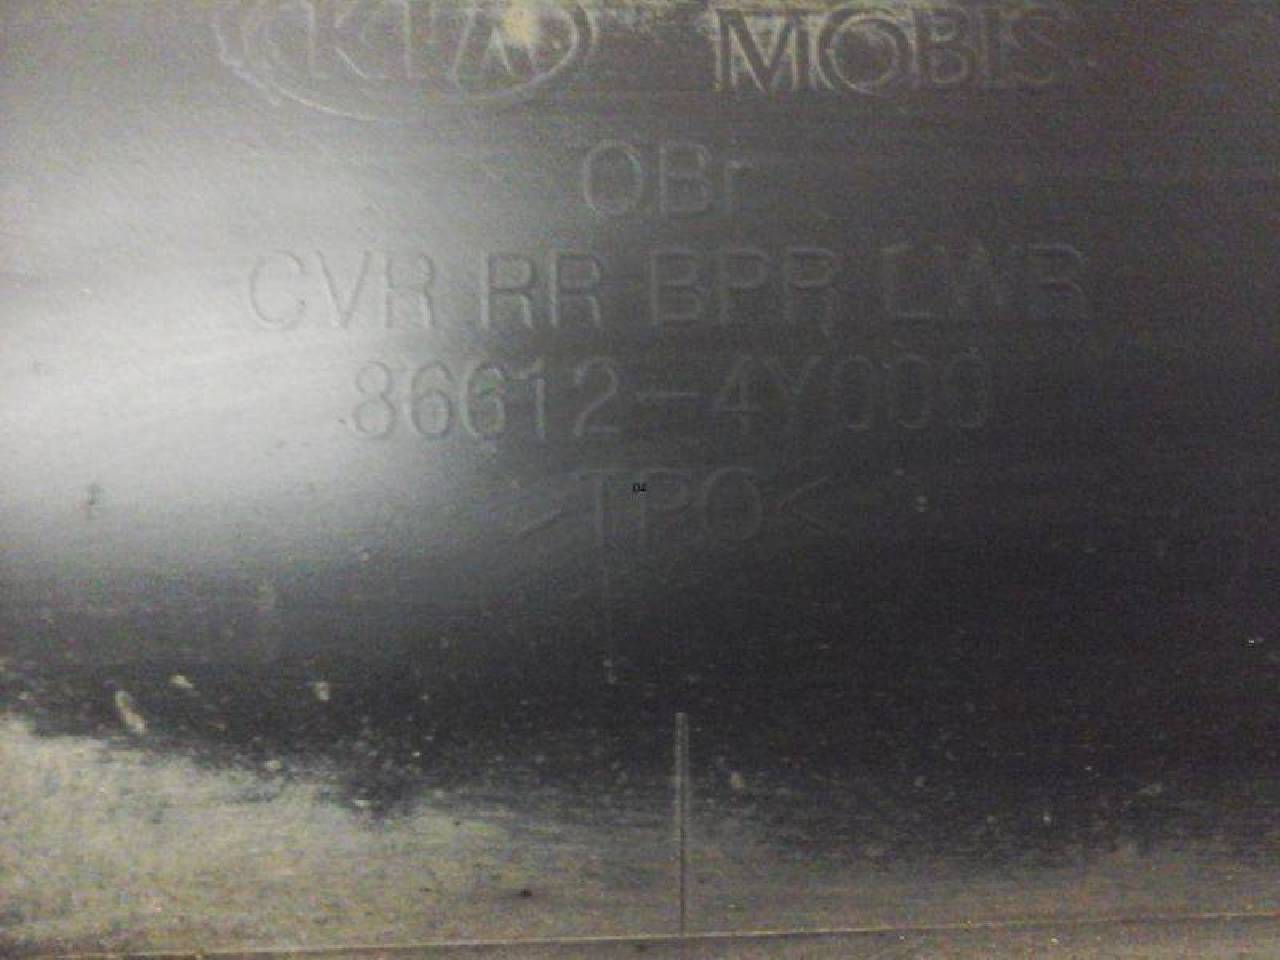 KIA MOBIS
QBr
CVR RR BPR LWR
86612-4Y000
>TPO<